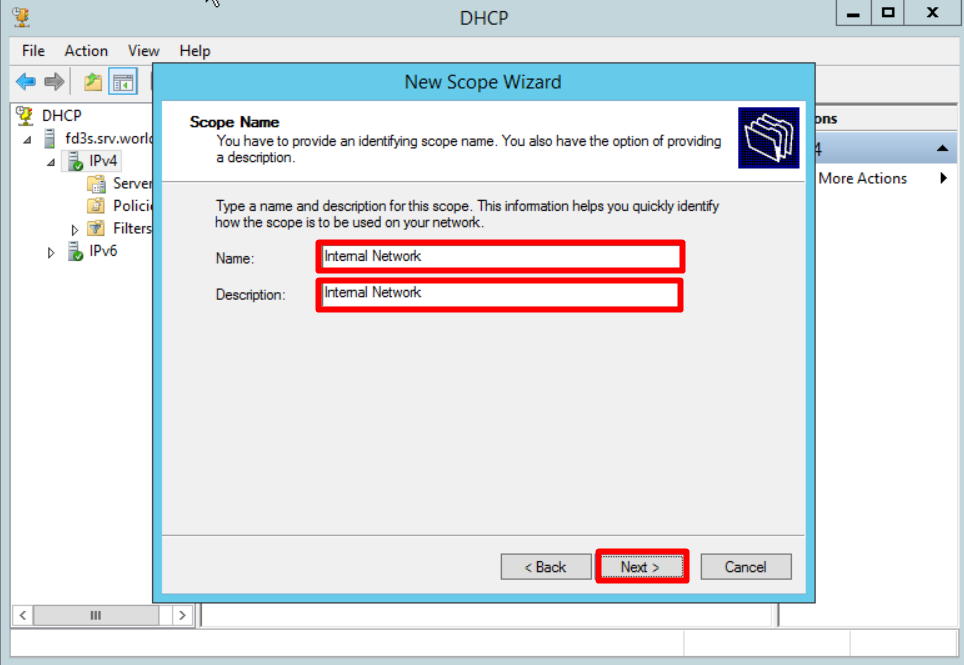 DHCP
File Action View Help
New Scope Wizard
DHCP
fd3s.srv.world
IPv4
Server
Policie
Filters
IPv6
Scope Name
You have to provide an identifying scope name. You also have the option of providing
a description.
Type a name and description for this scope. This information helps you quickly identify
how the scope is to be used on your network.
Name: Internal Network
Description: Internal Network
< Back Next > Cancel
ons
4
More Actions